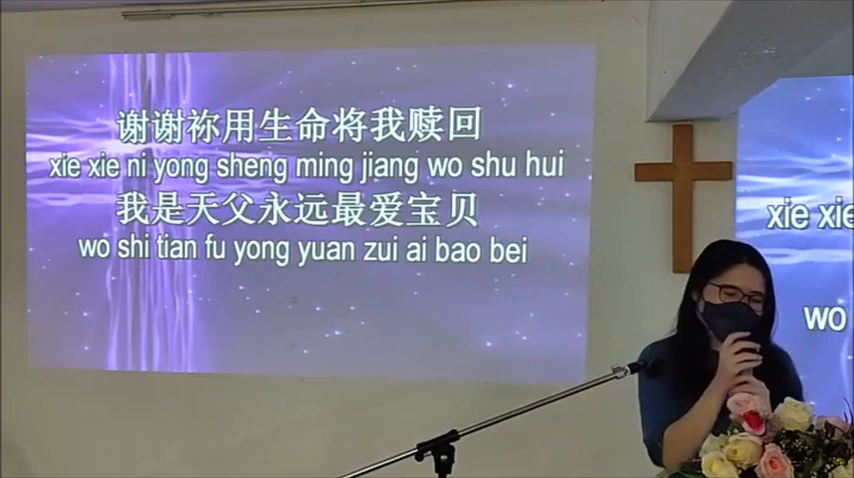 谢谢祢用生命将我赎回
xie xie ni yong sheng ming jiang wo shu hui
我是天父永远最爱宝贝
wo shi tian fu yong yuan zui ai bao bei
xie xie
wo